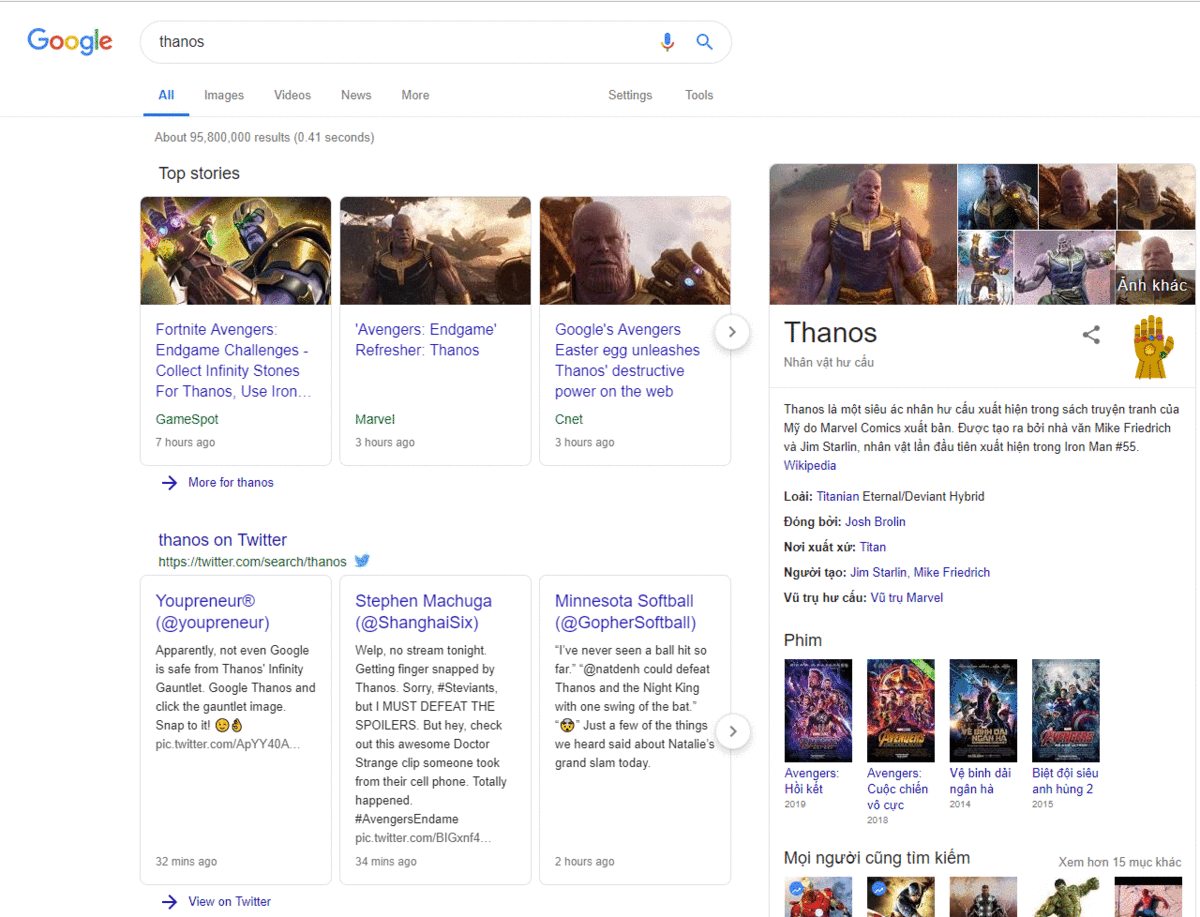 Google
thanos
All Images Videos News More Settings Tools
About 95,800,000 results (0.41 seconds)
Top stories
Fortnite Avengers:
Endgame Challenges -
Collect Infinity Stones
For Thanos, Use Iron…
GameSpot
7 hours ago
'Avengers: Endgame'
Refresher: Thanos
Marvel
3 hours ago
Google's Avengers
Easter egg unleashes
Thanos' destructive
power on the web
Cnet
3 hours ago
More for thanos
thanos on Twitter
https://twitter.com/search/thanos
Youpreneur®
(@youpreneur)
Apparently, not even Google
is safe from Thanos' Infinity
Gauntlet. Google Thanos and
click the gauntlet image.
Snap to it! 😉👌
pic.twitter.com/ApYY40A…
32 mins ago
Stephen Machuga
(@ShanghaiSix)
Welp, no stream tonight.
Getting finger snapped by
Thanos. Sorry, #Steviants,
but I MUST DEFEAT THE
SPOILERS. But hey, check
out this awesome Doctor
Strange clip someone took
from their cell phone. Totally
happened.
#AvengersEndame
pic.twitter.com/BIGxnf4…
34 mins ago
Minnesota Softball
(@GopherSoftball)
“I’ve never seen a ball hit so
far.” “@natdenh could defeat
Thanos and the Night King
with one swing of the bat.”
“😲” Just a few of the things
we heard said about Natalie’s
grand slam today.
2 hours ago
View on Twitter
Ảnh khác
Thanos
Nhân vật hư cấu
Thanos là một siêu ác nhân hư cấu xuất hiện trong sách truyện tranh của
Mỹ do Marvel Comics xuất bản. Được tạo ra bởi nhà văn Mike Friedrich
và Jim Starlin, nhân vật lần đầu tiên xuất hiện trong Iron Man #55.
Wikipedia
Loài: Titanian Eternal/Deviant Hybrid
Đóng bởi: Josh Brolin
Nơi xuất xứ: Titan
Người tạo: Jim Starlin, Mike Friedrich
Vũ trụ hư cấu: Vũ trụ Marvel
Phim
AVENGERS
VỆ BINH DẢI
NGÂN HÀ
AVENGERS
Avengers:
Hồi kết
2019
Avengers:
Cuộc chiến
vô cực
2018
Vệ binh dải
ngân hà
2014
Biệt đội siêu
anh hùng 2
2015
Mọi người cũng tìm kiếm
Xem hơn 15 mục khác